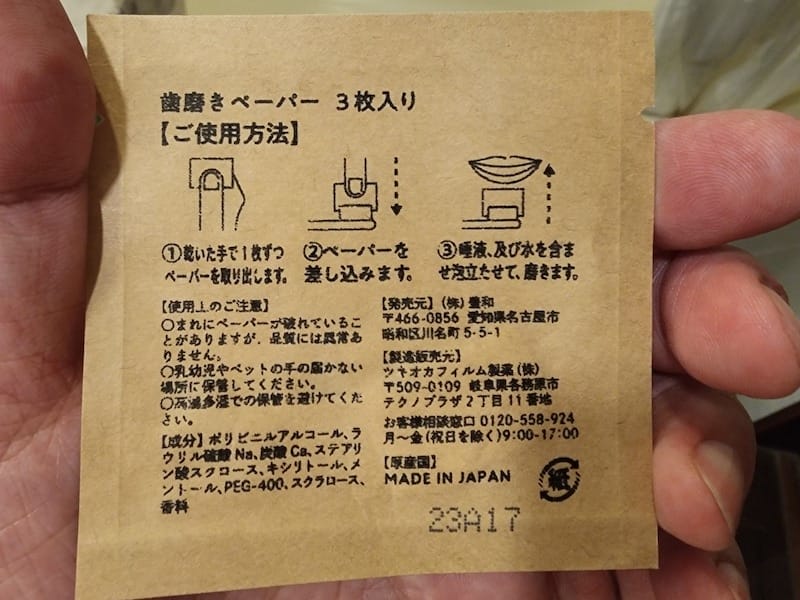 歯磨きペーパー 3枚入り
【ご使用方法】
①乾いた手で1枚ずつ
ペーパーを取り出します。
②ペーパーを
差し込みます。
③唾液、及び水を含ま
せ泡立たせて、磨きます。
【使用上のご注意】
○まれにペーパーが破れているこ
とがありますが、品質には異常あ
りません。
○乳幼児やペットの手の届かない
場所に保管してください。
○高温多湿での保管を避けてくだ
さい。
【成分】ポリビニルアルコール、ラ
ウリル硫酸Na、炭酸Ca、ステアリ
ン酸スクロース、キシリトール、メ
ントール、PEG-400、スクラロース、
香料
【発売元】(株)豊和
〒466-0856 愛知県名古屋市
昭和区川名町5-5-1
【製造販売元】
ツキオカフィルム製薬(株)
〒509-0109 岐阜県各務原市
テクノプラザ2丁目11番地
お客様相談窓口 0120-558-924
月～金(祝日を除く)9:00-17:00
【原産国】
MADE IN JAPAN
紙
23A17